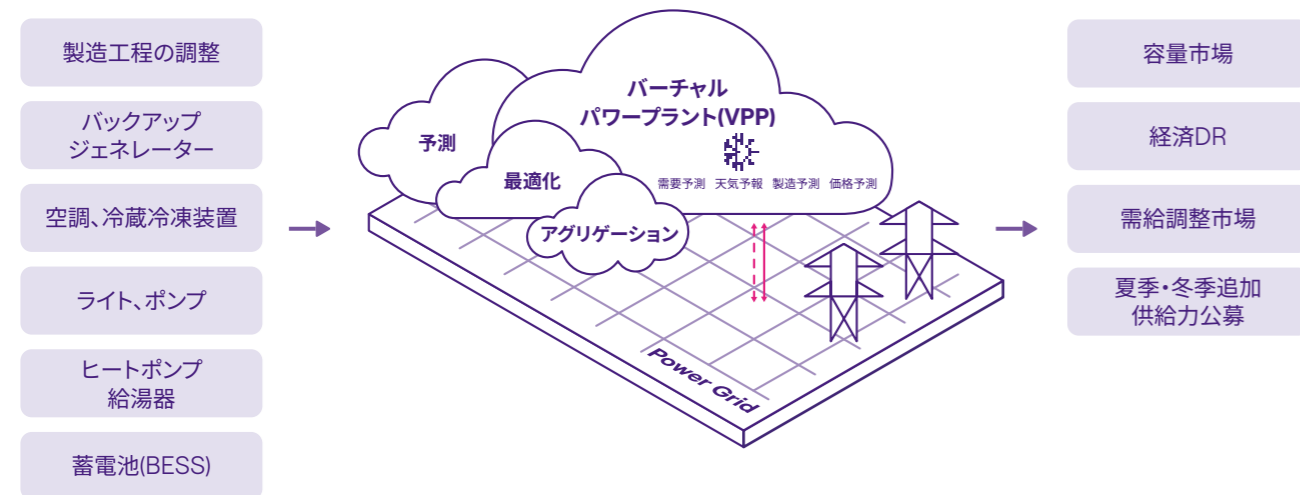 製造工程の調整
バックアップ
ジェネレーター
空調、冷蔵冷凍装置
ライト、ポンプ
ヒートポンプ
給湯器
蓄電池(BESS)
バーチャル
パワープラント(VPP)
予測
最適化
需要予測 天気予報 製造予測 価格予測
アグリゲーション
Power Grid
容量市場
経済DR
需給調整市場
夏季・冬季追加
供給力公募